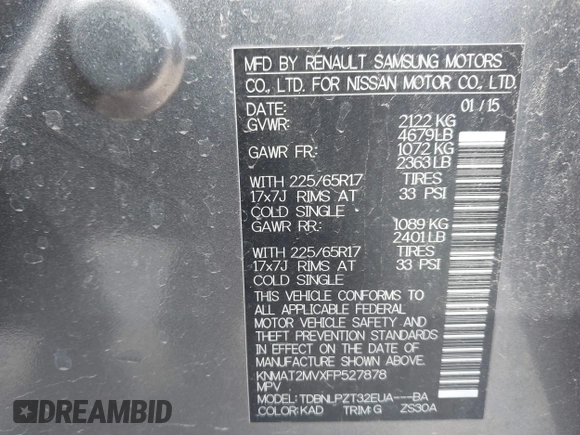 MFD BY RENAULT SAMSUNG MOTORS
CO., LTD. FOR NISSAN MOTOR CO., LTD.
DATE: 01/15
GVWR: 2122 KG
4679LB
GAWR FR: 1072 KG
2363LB
WITH 225/65R17 TIRES
17x7J RIMS AT 33 PSI
COLD SINGLE
GAWR RR: 1089 KG
2401LB
WITH 225/65R17 TIRES
17x7J RIMS AT 33 PSI
COLD SINGLE
THIS VEHICLE CONFORMS TO
ALL APPLICABLE FEDERAL
MOTOR VEHICLE SAFETY AND
THEFT PREVENTION STANDARDS
IN EFFECT ON THE DATE OF
MANUFACTURE SHOWN ABOVE.
KNMAT2MVXFP527878
MPV
MODEL:TDBNLPZT32EUA---BA
COLOR:KAD TRIM:G ZS30A
AUTOHELPERBOT.COM